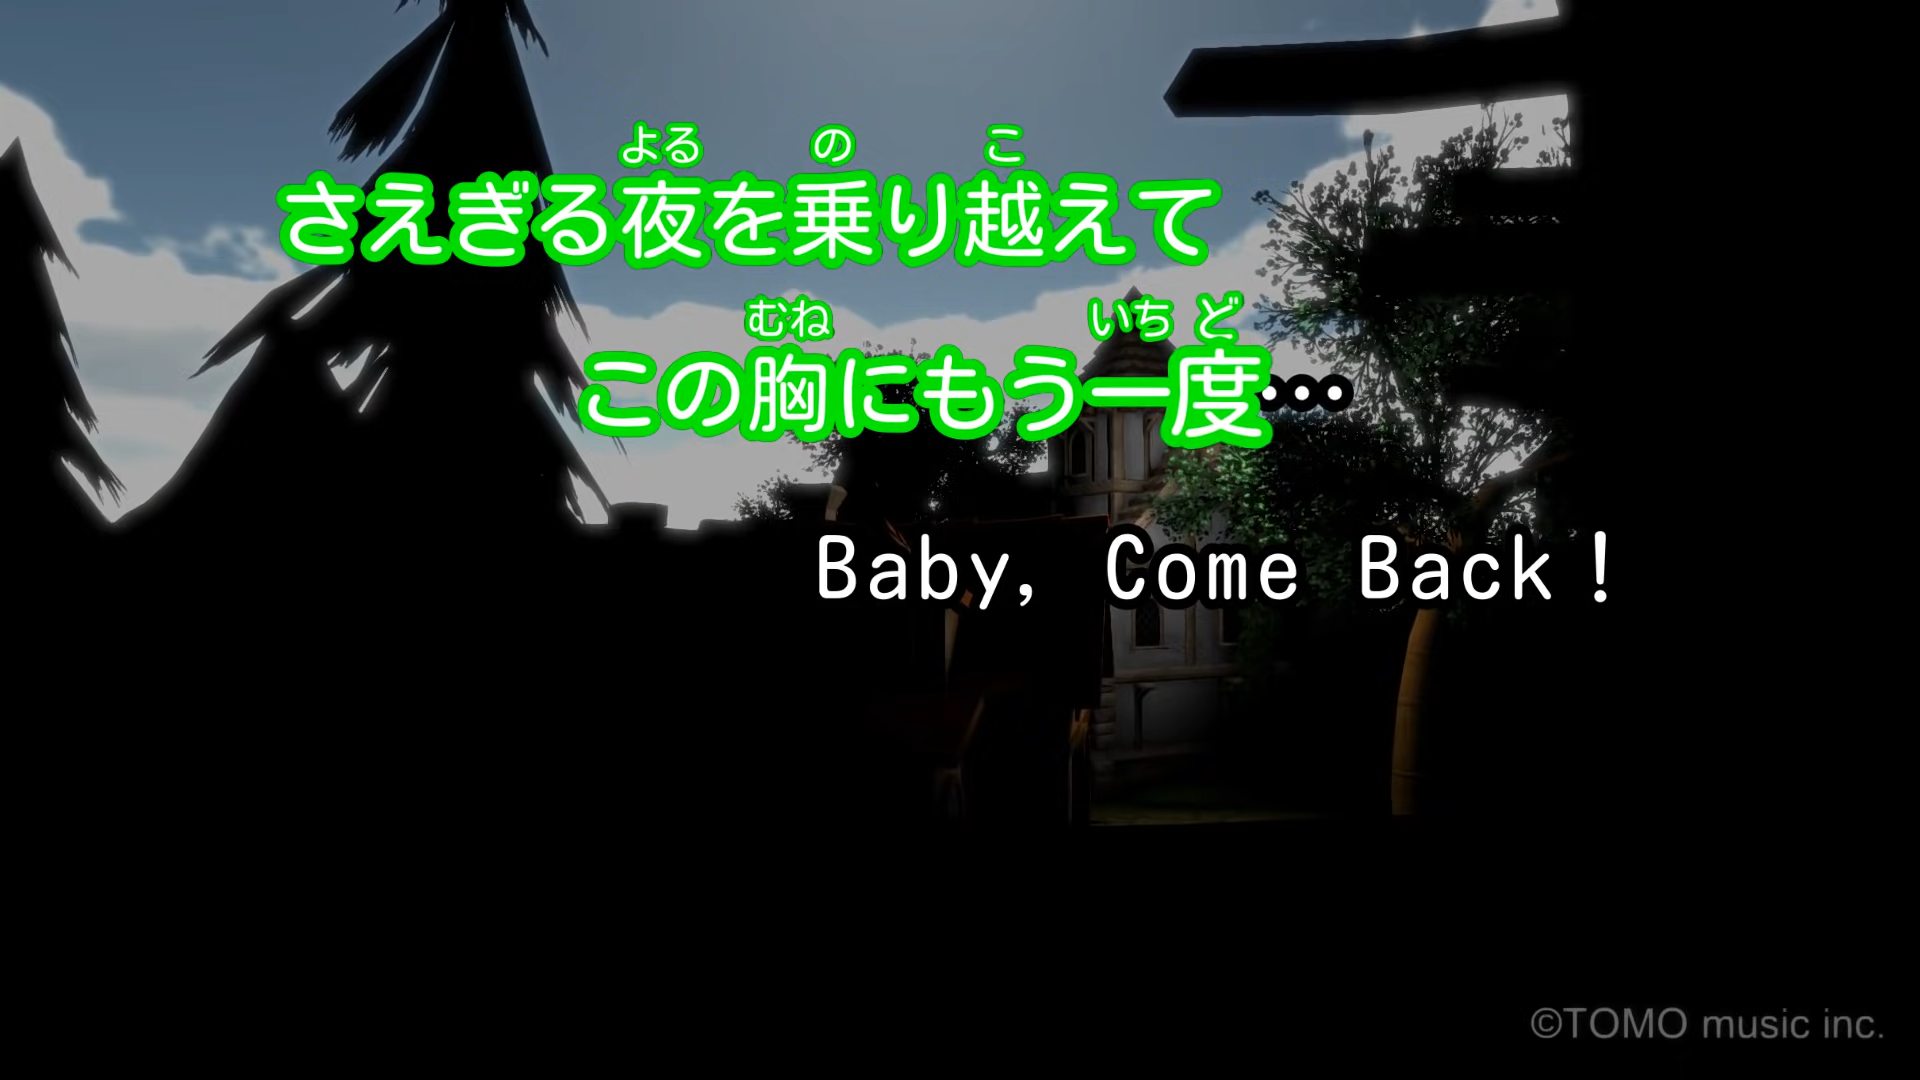 よる の こ
さえぎる夜を乗り越えて
むね いち ど
この胸にもう一度…
Baby, Come Back！
©TOMO music inc.